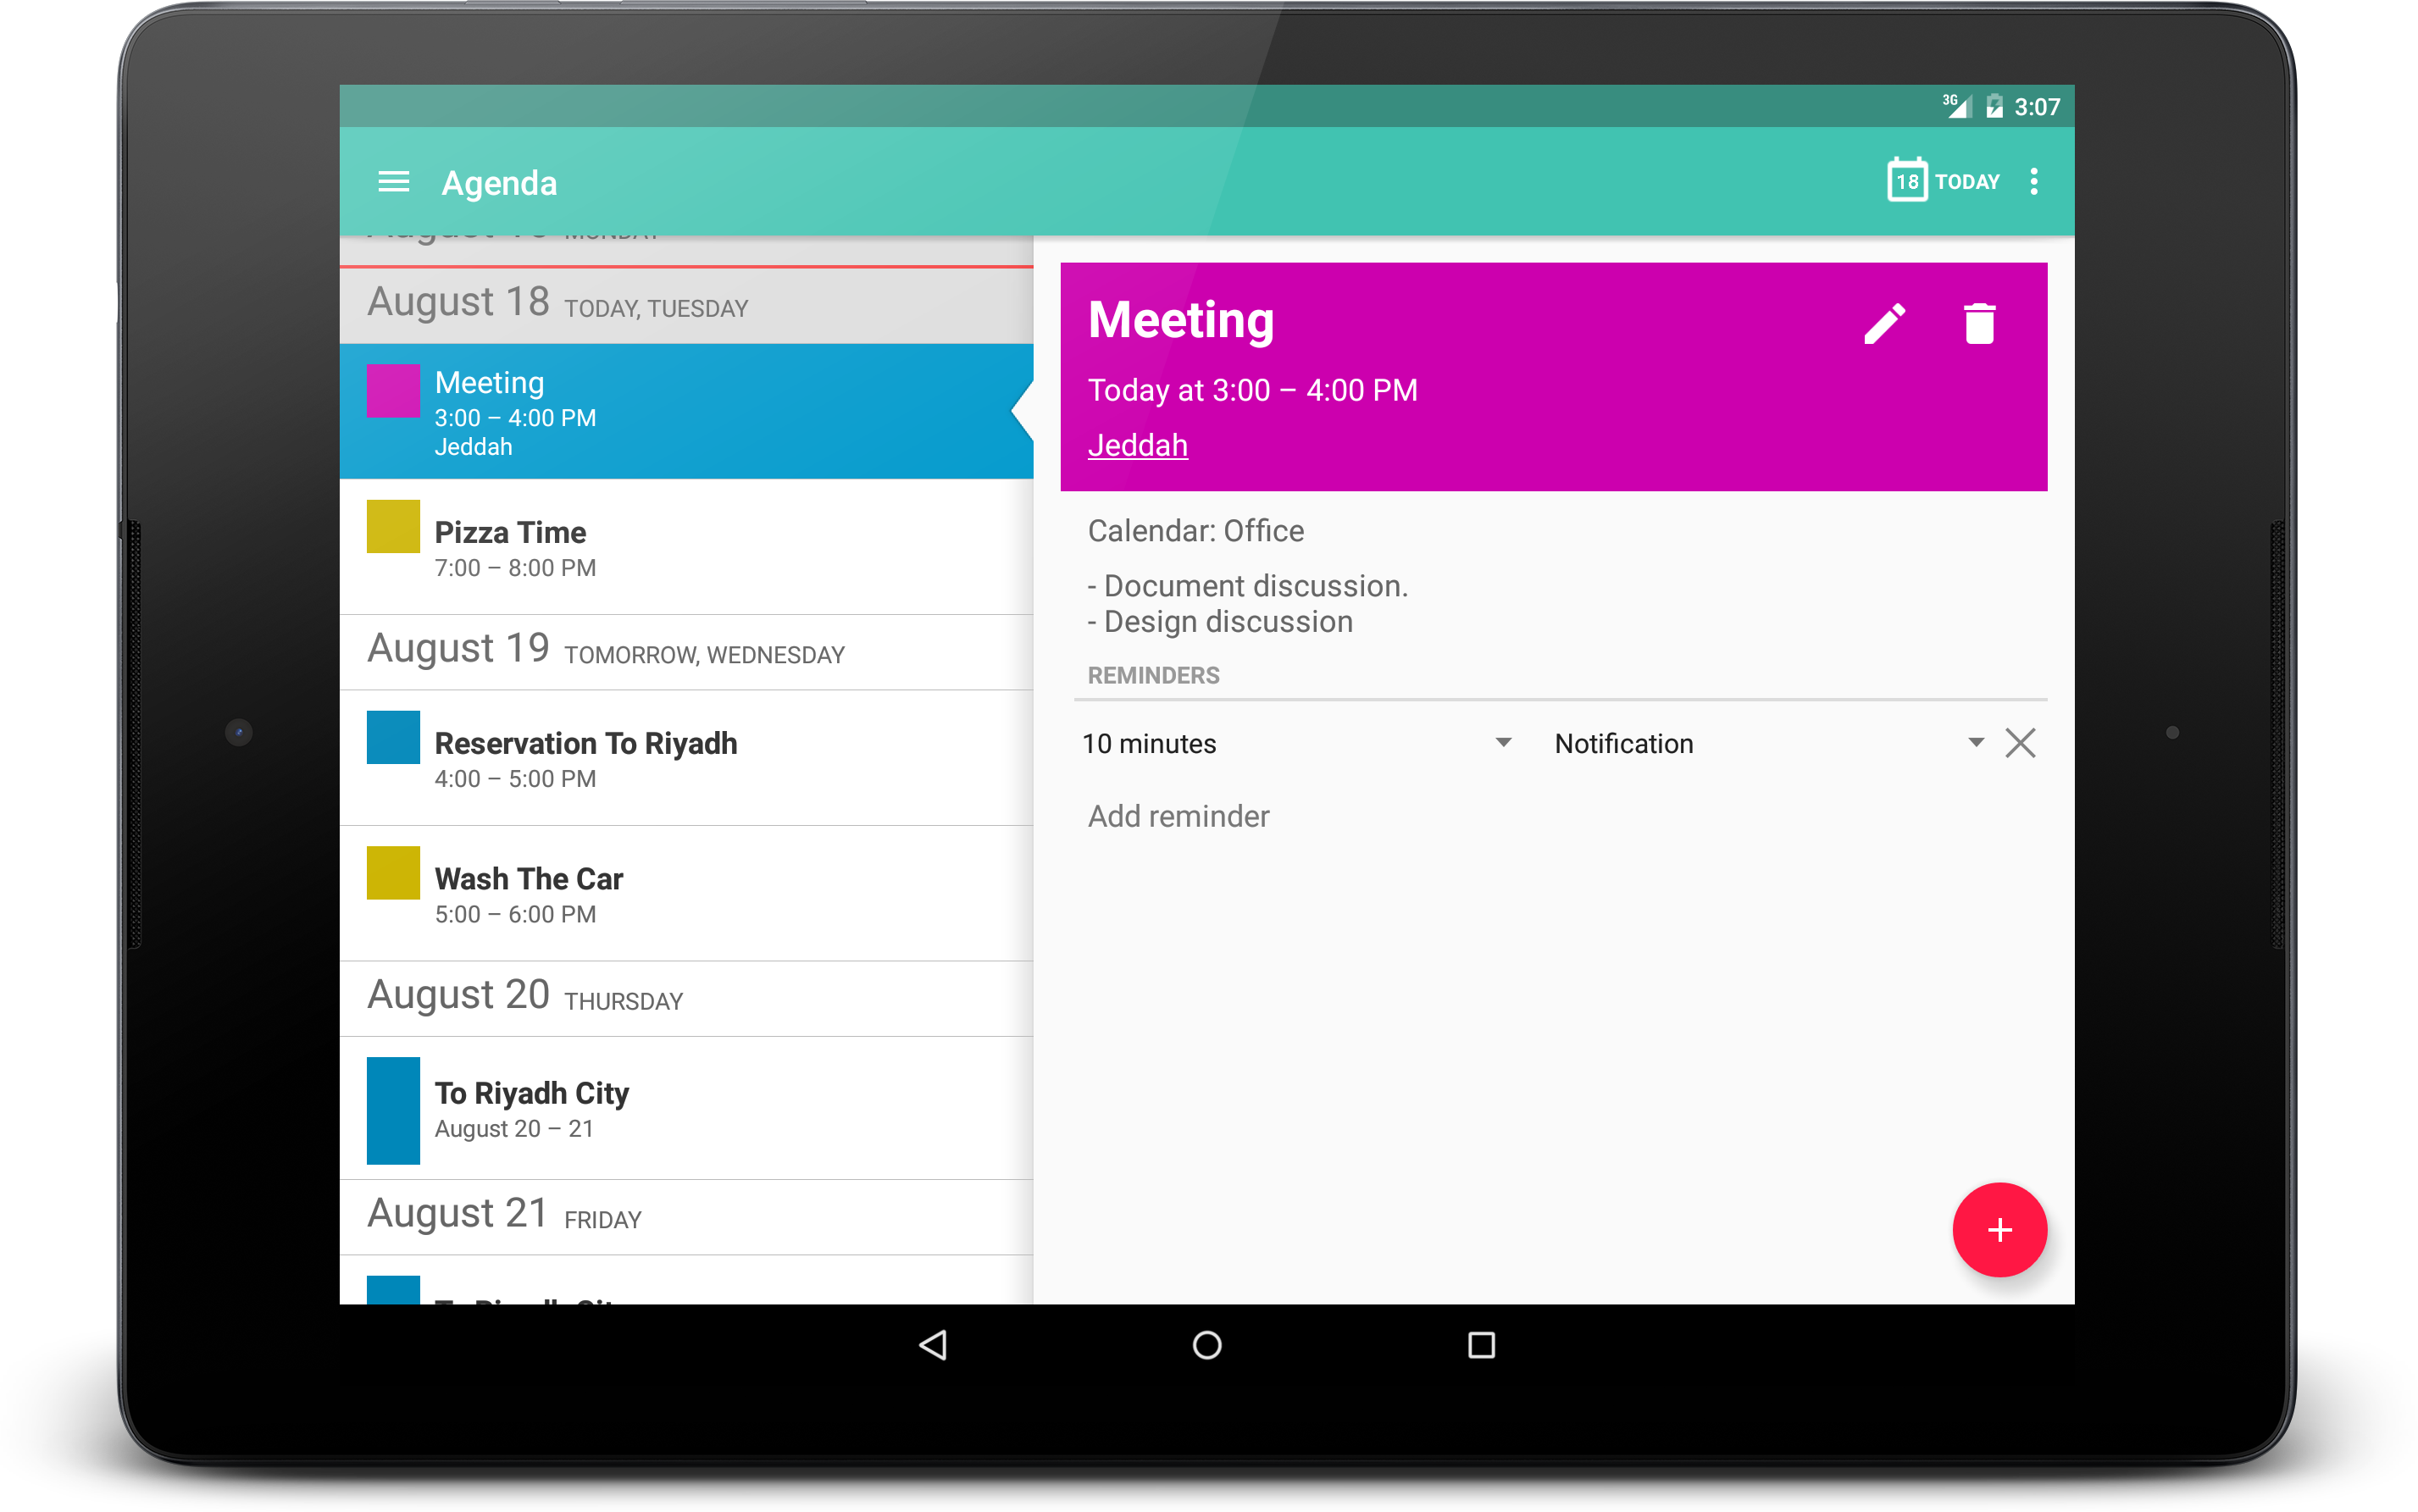 3G 3:07
Agenda
18 TODAY
MONDAY
August 18 TODAY, TUESDAY
Meeting
3:00 – 4:00 PM
Jeddah
Pizza Time
7:00 – 8:00 PM
August 19 TOMORROW, WEDNESDAY
Reservation To Riyadh
4:00 – 5:00 PM
Wash The Car
5:00 – 6:00 PM
August 20 THURSDAY
To Riyadh City
August 20 – 21
August 21 FRIDAY
To Riyadh City
Meeting
Today at 3:00 – 4:00 PM
Jeddah
Calendar: Office
- Document discussion.
- Design discussion
REMINDERS
10 minutes Notification
Add reminder